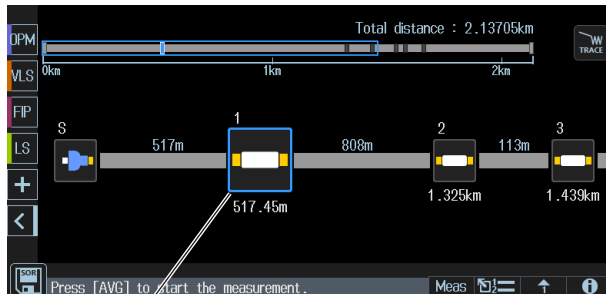 OPM
Total distance : 2.13705km
TRACE
VLS
0km
1km
2km
FIP
LS
S
517m
1
808m
2
113m
3
517.45m
1.325km
1.439km
SOR
Press [AVG] to start the measurement.
Meas